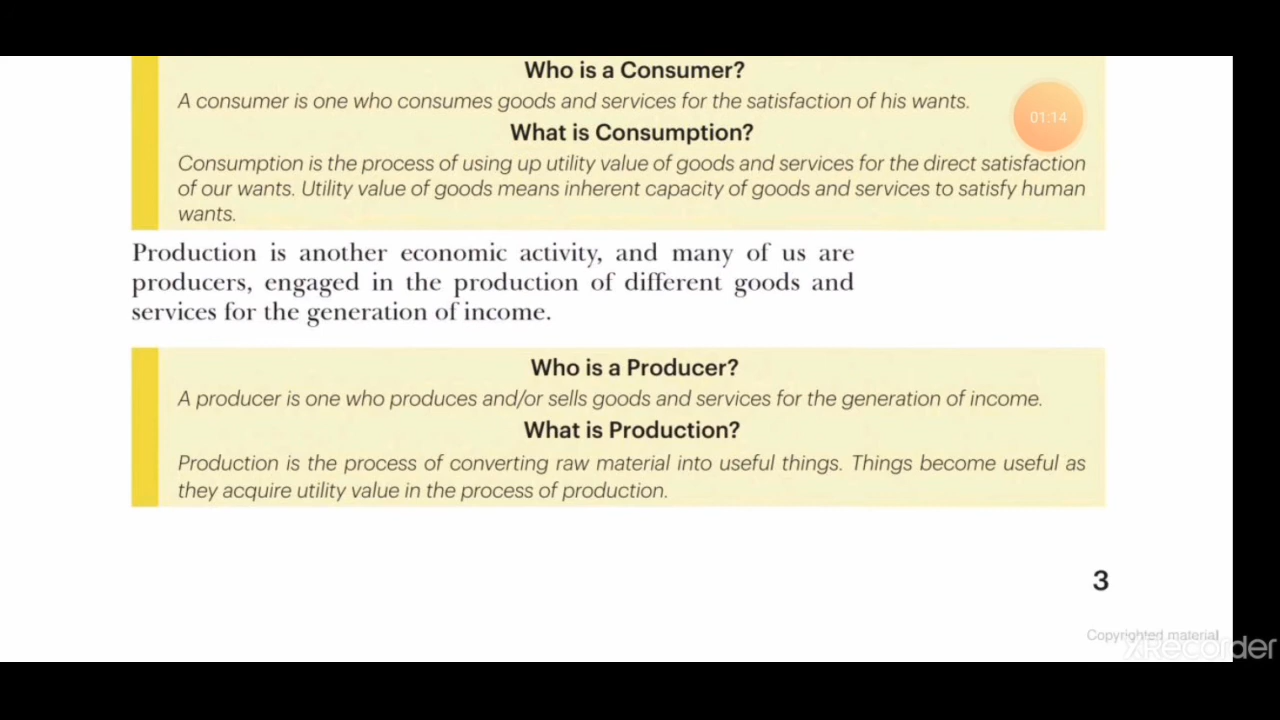 Who is a Consumer?
A consumer is one who consumes goods and services for the satisfaction of his wants.
01:14
What is Consumption?
Consumption is the process of using up utility value of goods and services for the direct satisfaction
of our wants. Utility value of goods means inherent capacity of goods and services to satisfy human
wants.
Production is another economic activity, and many of us are
producers, engaged in the production of different goods and
services for the generation of income.
Who is a Producer?
A producer is one who produces and/or sells goods and services for the generation of income.
What is Production?
Production is the process of converting raw material into useful things. Things become useful as
they acquire utility value in the process of production.
3
Copyrighted material
XRecorder